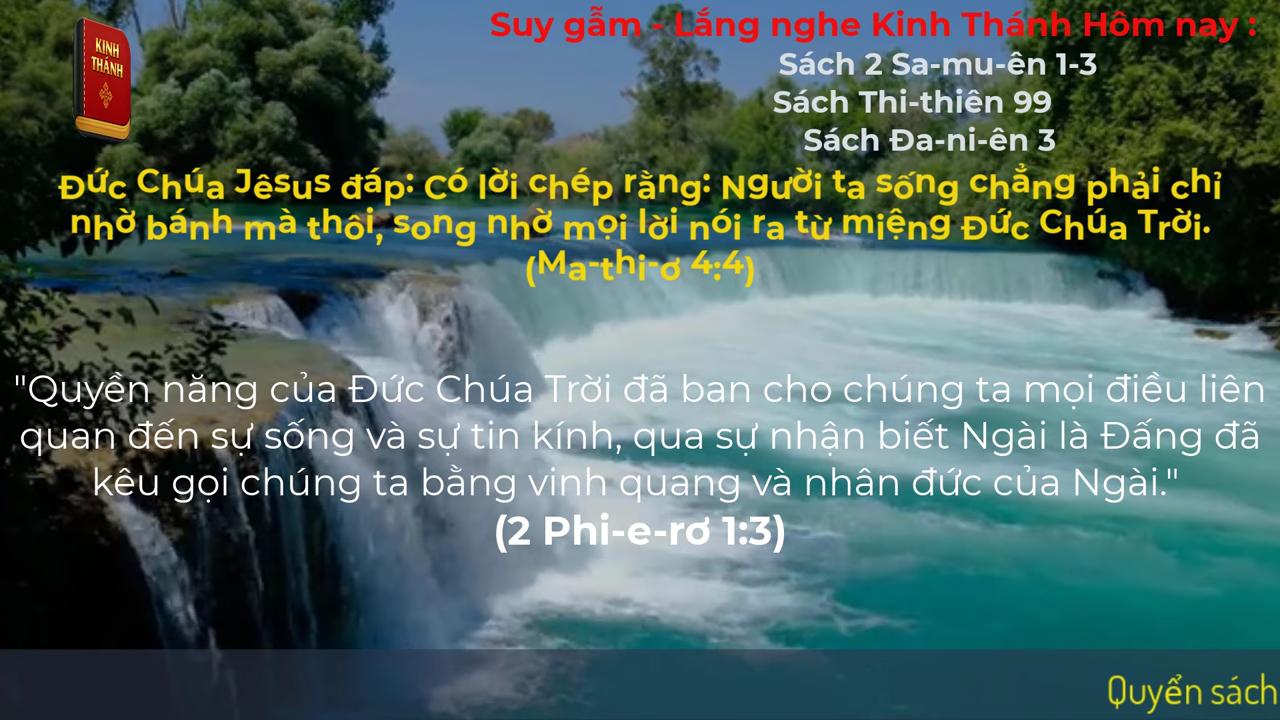 KINH
THÁNH
Suy gẫm - Lắng nghe Kinh Thánh Hôm nay :
Sách 2 Sa-mu-ên 1-3
Sách Thi-thiên 99
Sách Đa-ni-ên 3
Đức Chúa Jêsus đáp: Có lời chép rằng: Người ta sống chẳng phải chỉ
nhờ bánh mà thôi, song nhờ mọi lời nói ra từ miệng Đức Chúa Trời.
(Ma-thi-ơ 4:4)
"Quyền năng của Đức Chúa Trời đã ban cho chúng ta mọi điều liên
quan đến sự sống và sự tin kính, qua sự nhận biết Ngài là Đấng đã
kêu gọi chúng ta bằng vinh quang và nhân đức của Ngài."
(2 Phi-e-rơ 1:3)
Quyển sách